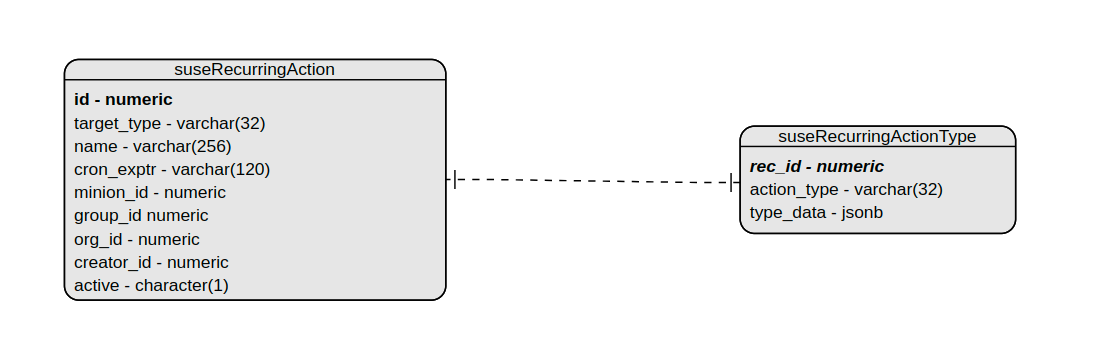 suseRecurringAction
id - numeric
target_type - varchar(32)
name - varchar(256)
cron_exptr - varchar(120)
minion_id - numeric
group_id numeric
org_id - numeric
creator_id - numeric
active - character(1)
suseRecurringActionType
rec_id - numeric
action_type - varchar(32)
type_data - jsonb